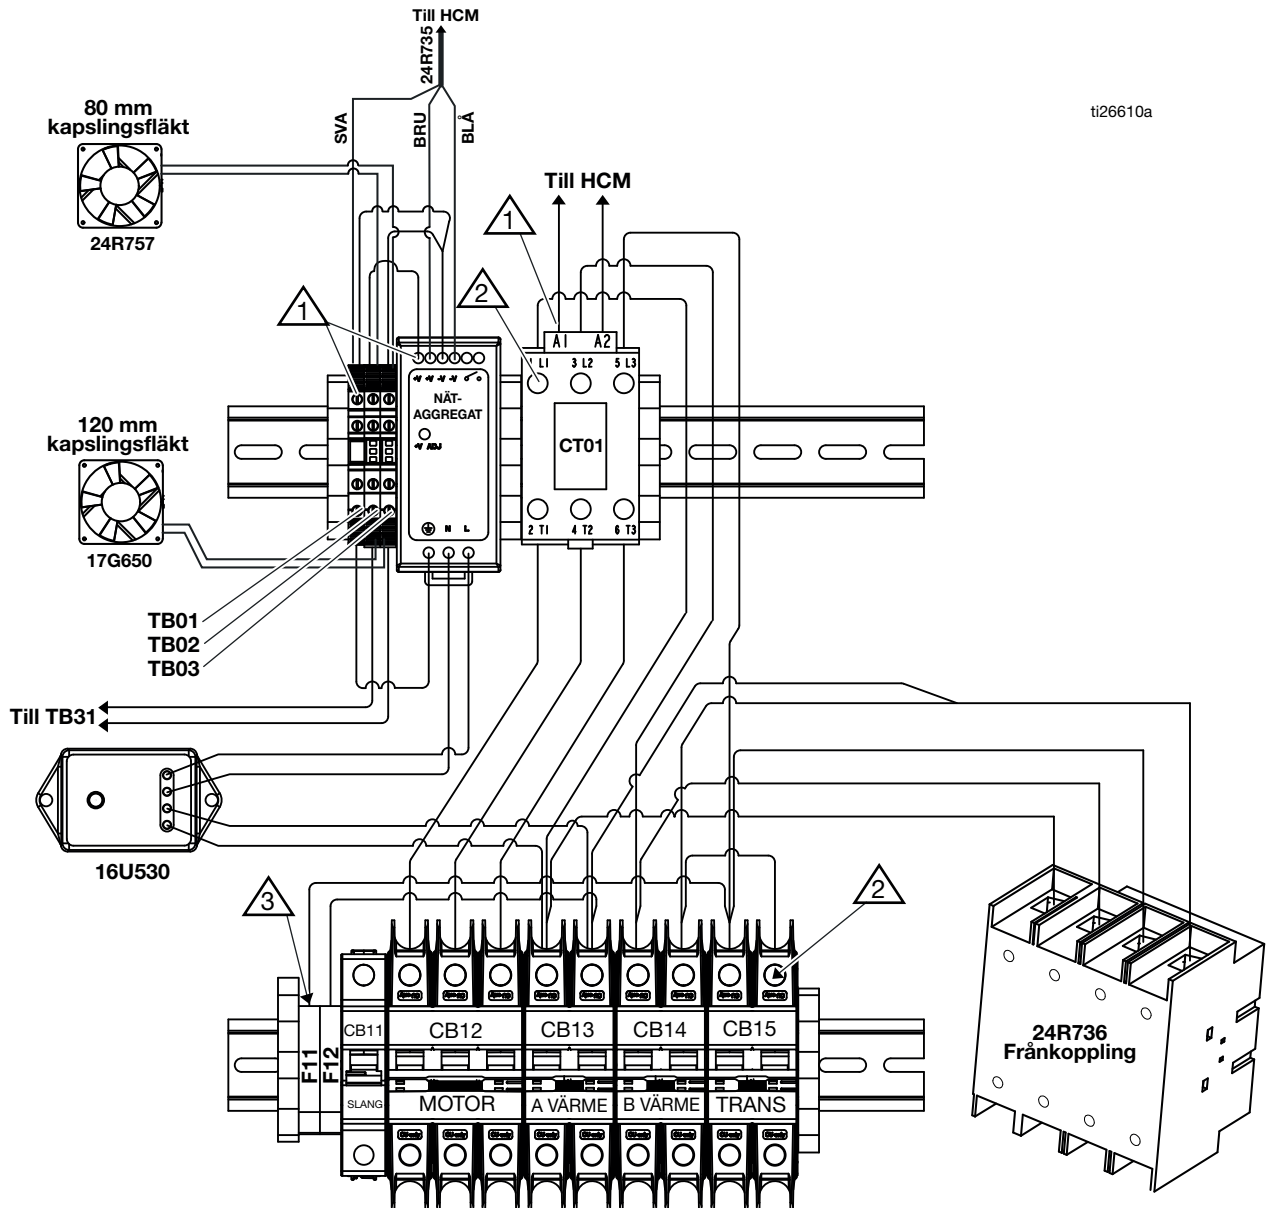 Till HCM
24R735
ti26610a
80 mm
kapslingsfläkt
24R757
SVA
BRU
BLÅ
Till HCM
1
2
1
A1 A2
1 L1 3 L2 5 L3
+V +V -V -V
NÄT-
AGGREGAT
+V ADJ
CT01
120 mm
kapslingsfläkt
17G650
N L
2 T1 4 T2 6 T3
TB01
TB02
TB03
Till TB31
16U530
3
2
CB11 CB12 CB13 CB14 CB15
F11
F12
SLANG MOTOR A VÄRME B VÄRME TRANS
24R736
Frånkoppling